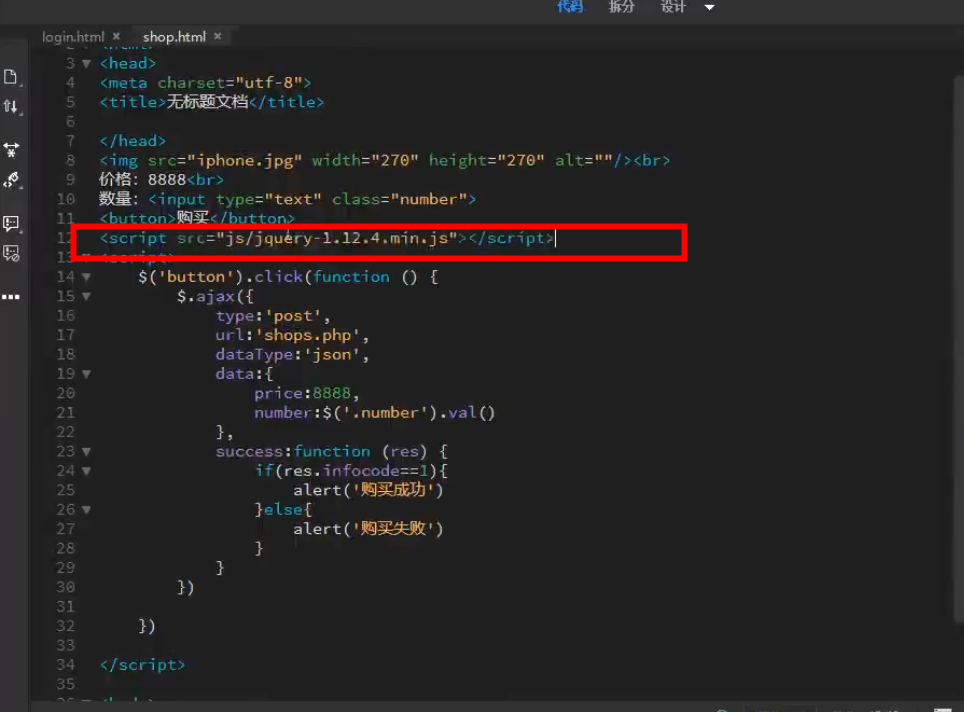 代码 拆分 设计
login.html × shop.html ×
3 <head>
4 <meta charset="utf-8">
5 <title>无标题文档</title>
6
7 </head>
8 <img src="iphone.jpg" width="270" height="270" alt=""/><br>
9 价格: 8888<br>
10 数量: <input type="text" class="number">
11 <button>购买</button>
12 <script src="js/jquery-1.12.4.min.js"></script>
13 <script>
14 $('button').click(function () {
15 $.ajax({
16 type:'post',
17 url:'shops.php',
18 dataType:'json',
19 data:{
20 price:8888,
21 number:$('.number').val()
22 },
23 success:function (res) {
24 if(res.infocode==1){
25 alert('购买成功')
26 }else{
27 alert('购买失败')
28 }
29 }
30 })
31
32 })
33
34 </script>
35